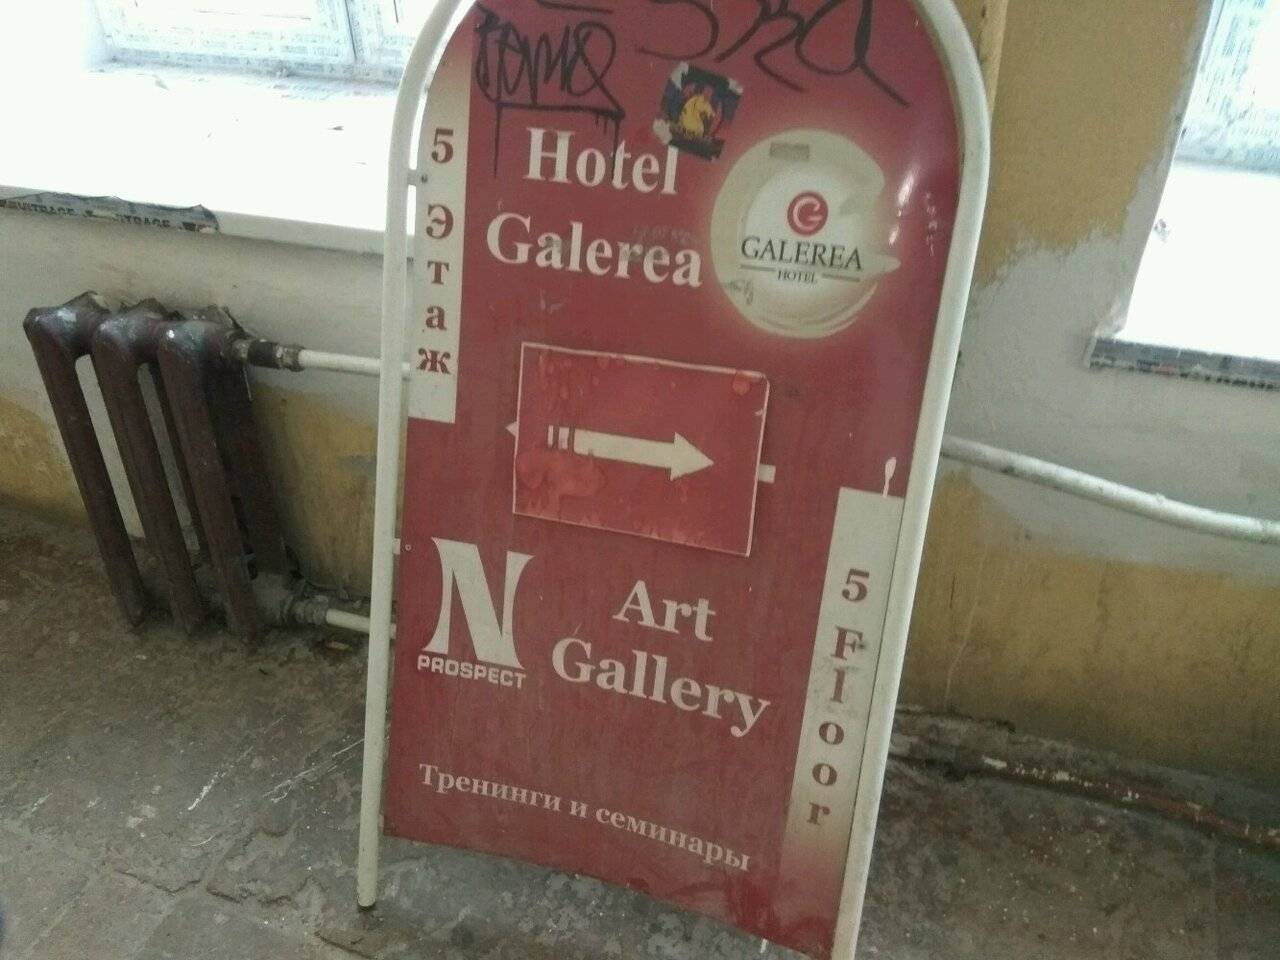 5 Этаж
Hotel
Galerea
GALEREA
HOTEL
N
PROSPECT
Art
Gallery
5 Floor
Тренинги и семинары